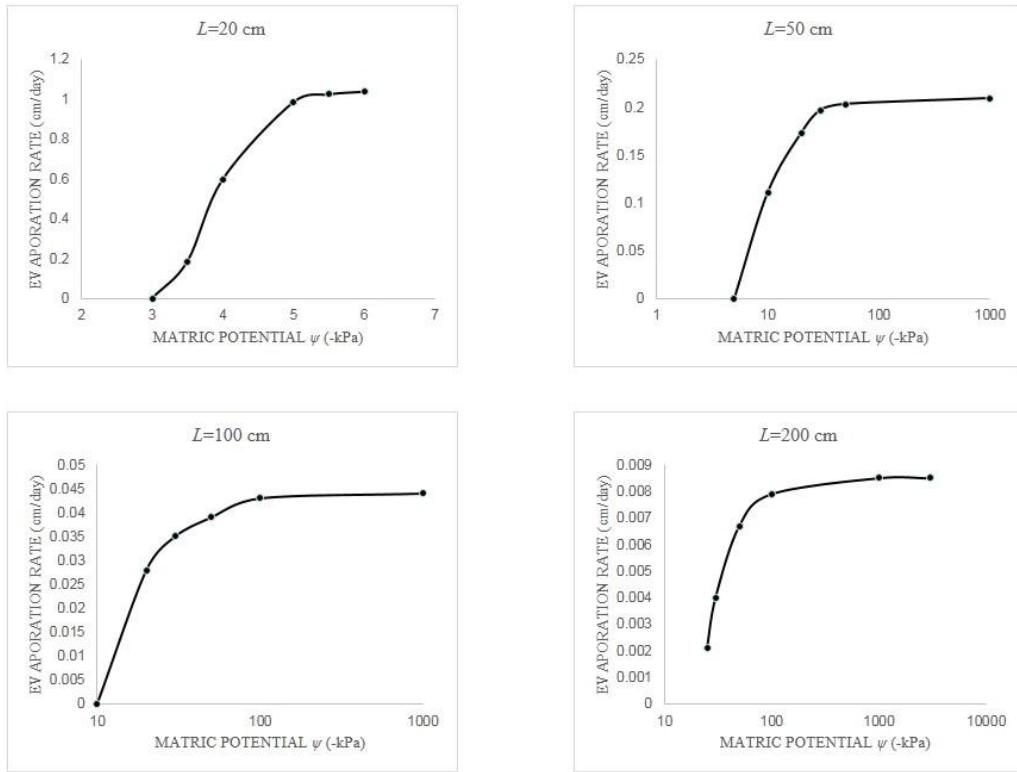 L=20 cm
1.2
1
0.8
0.6
0.4
0.2
0
2 3 4 5 6 7
EV APORATION RATE (cm/day)
MATRIC POTENTIAL ψ (-kPa)
L=50 cm
0.25
0.2
0.15
0.1
0.05
0
1 10 100 1000
EV APORATION RATE (cm/day)
MATRIC POTENTIAL ψ (-kPa)
L=100 cm
0.05
0.045
0.04
0.035
0.03
0.025
0.02
0.015
0.01
0.005
0
10 100 1000
EV APORATION RATE (cm/day)
MATRIC POTENTIAL ψ (-kPa)
L=200 cm
0.009
0.008
0.007
0.006
0.005
0.004
0.003
0.002
0.001
0
10 100 1000 10000
EV APORATION RATE (cm/day)
MATRIC POTENTIAL ψ (-kPa)